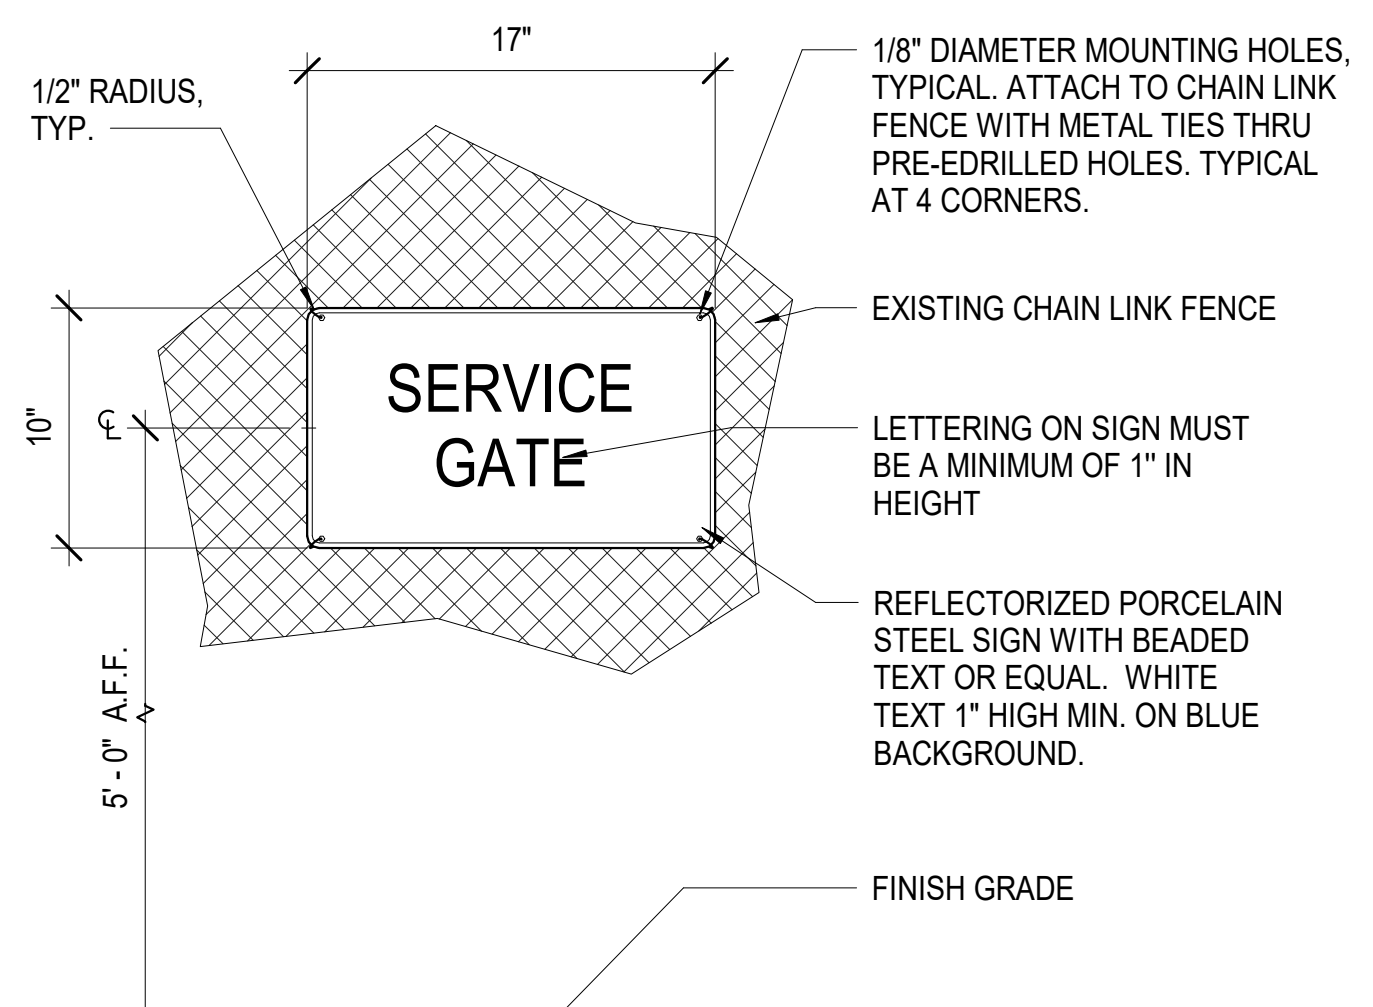 17"
1/2" RADIUS,
TYP.
1/8" DIAMETER MOUNTING HOLES,
TYPICAL. ATTACH TO CHAIN LINK
FENCE WITH METAL TIES THRU
PRE-EDRILLED HOLES. TYPICAL
AT 4 CORNERS.
EXISTING CHAIN LINK FENCE
SERVICE
GATE
10"
℄
LETTERING ON SIGN MUST
BE A MINIMUM OF 1" IN
HEIGHT
REFLECTORIZED PORCELAIN
STEEL SIGN WITH BEADED
TEXT OR EQUAL.  WHITE
TEXT 1" HIGH MIN. ON BLUE
BACKGROUND.
5' - 0"  A.F.F.
FINISH GRADE